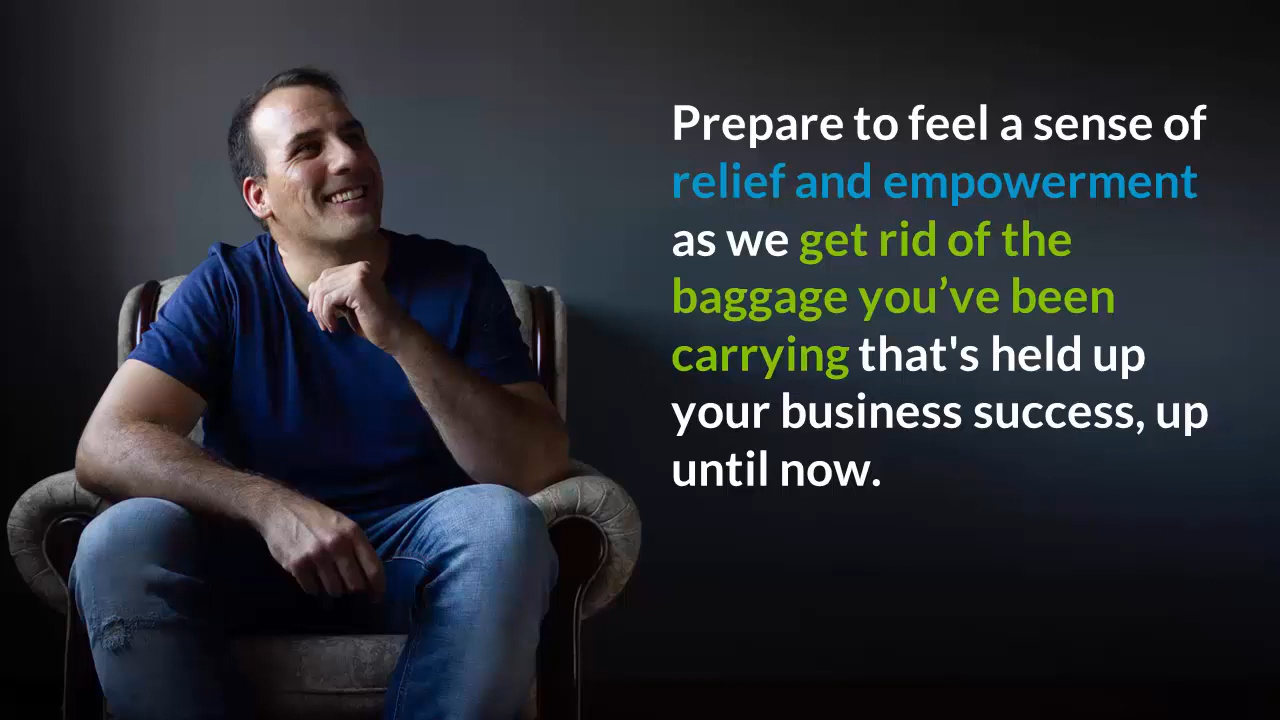 Prepare to feel a sense of
relief and empowerment
as we get rid of the
baggage you’ve been
carrying that's held up
your business success, up
until now.